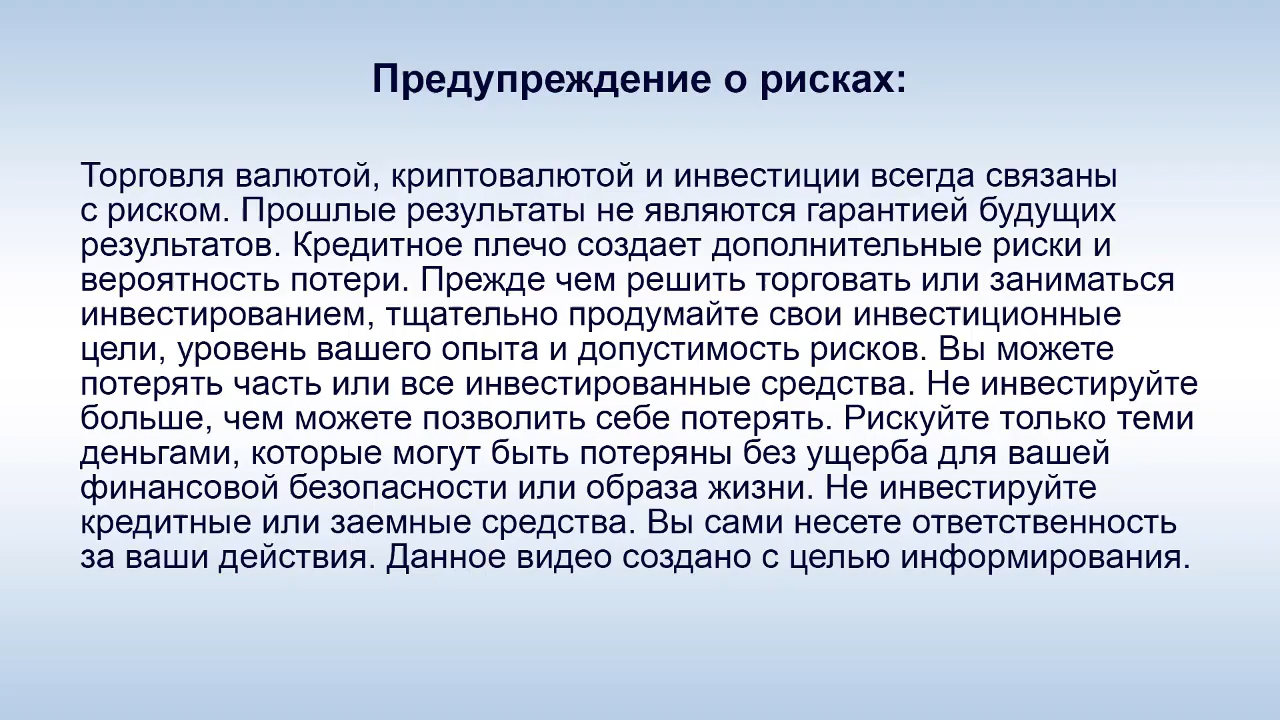 Предупреждение о рисках:
Торговля валютой, криптовалютой и инвестиции всегда связаны
с риском. Прошлые результаты не являются гарантией будущих
результатов. Кредитное плечо создает дополнительные риски и
вероятность потери. Прежде чем решить торговать или заниматься
инвестированием, тщательно продумайте свои инвестиционные
цели, уровень вашего опыта и допустимость рисков. Вы можете
потерять часть или все инвестированные средства. Не инвестируйте
больше, чем можете позволить себе потерять. Рискуйте только теми
деньгами, которые могут быть потеряны без ущерба для вашей
финансовой безопасности или образа жизни. Не инвестируйте
кредитные или заемные средства. Вы сами несете ответственность
за ваши действия. Данное видео создано с целью информирования.